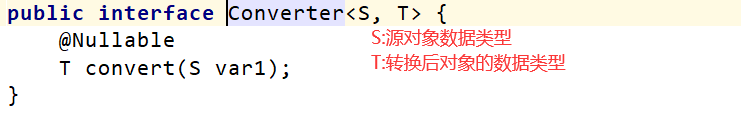 public interface Converter<S, T> {
@Nullable S:源对象数据类型
T convert(S var1); T:转换后对象的数据类型
}